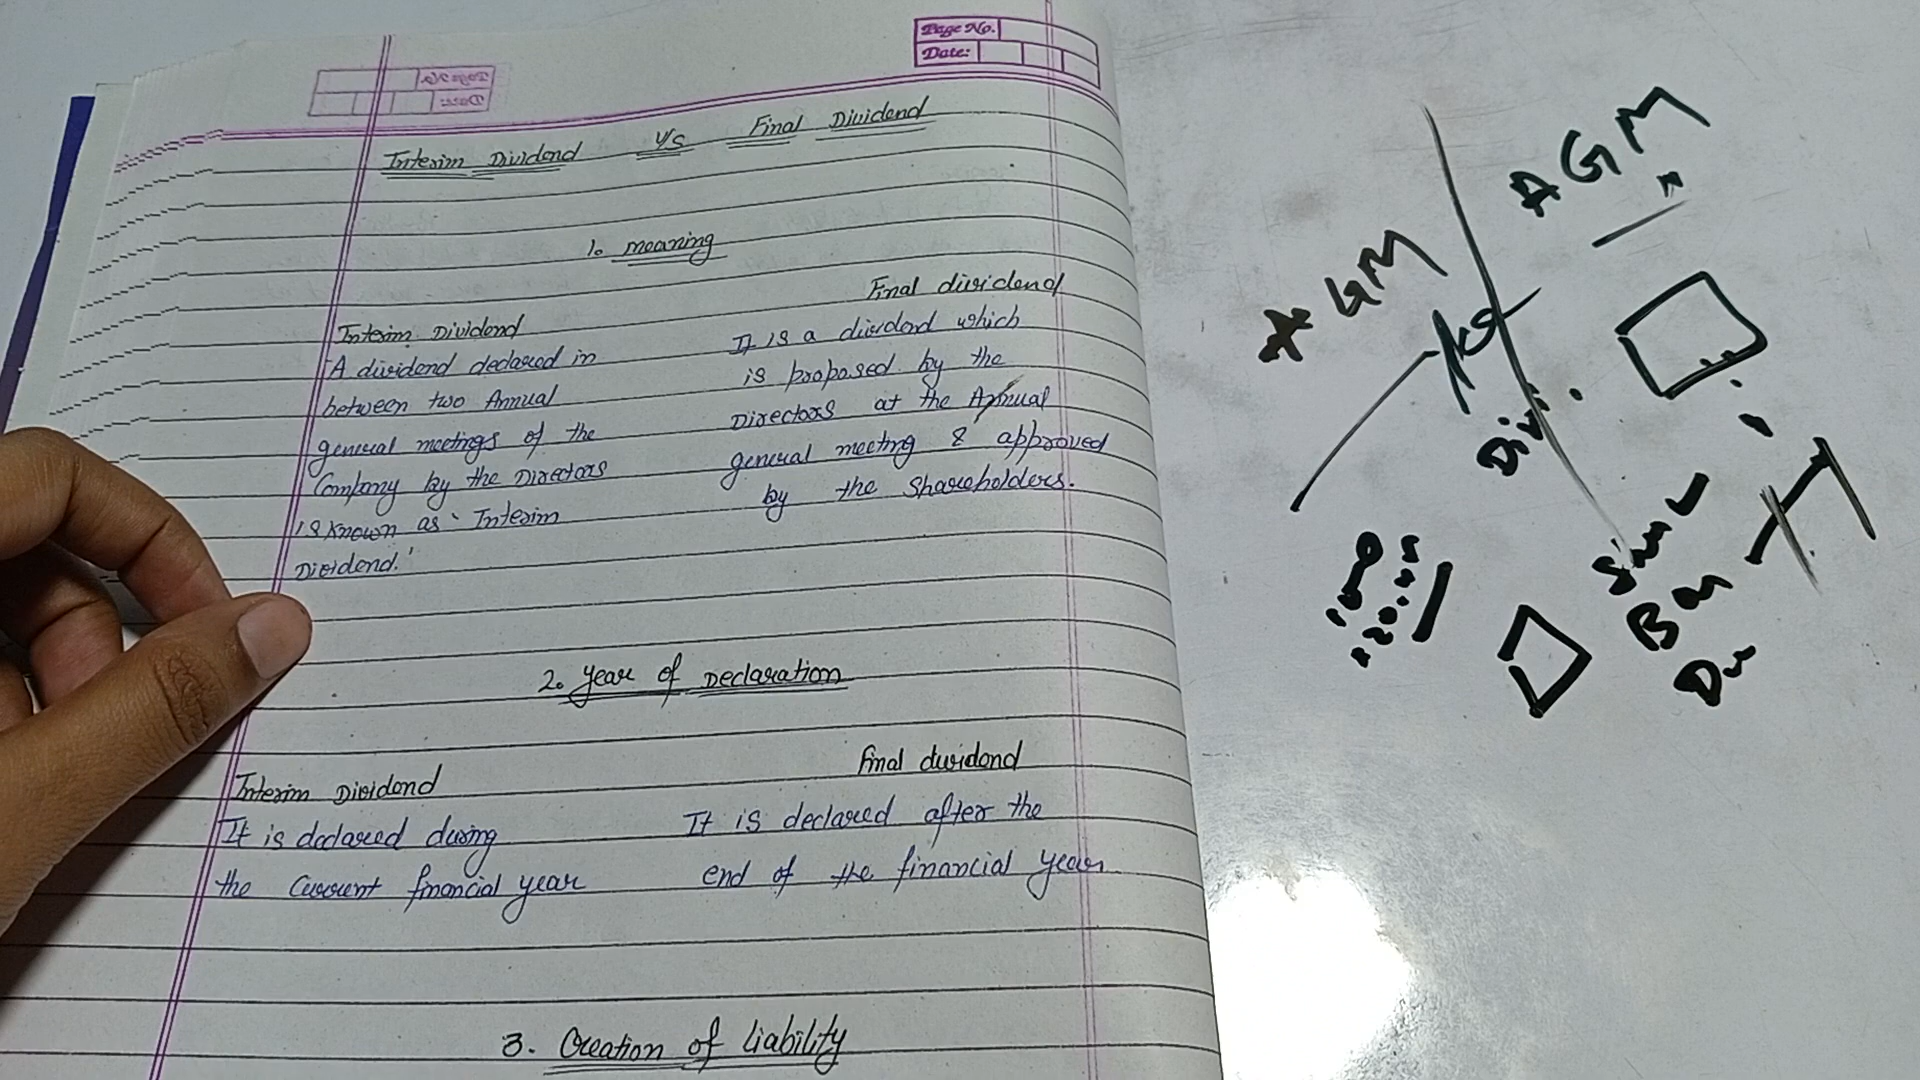 Page No.
Date:
Interim Dividend V/s Final Dividend
1. meaning
Interim Dividend
"A dividend declared in
between two Annual
general meetings of the
Company by the Directors
is known as 'Interim
Dividend.'
Final dividend
It is a dividend which
is proposed by the
Directors at the Annual
general meeting & approved
by the Shareholders.
2. Year of Declaration
Interim Dividend
It is declared during
the Current financial year
Final dividend
It is declared after the
end of the financial year
3. Creation of liability
AGM
AGM
Divi.